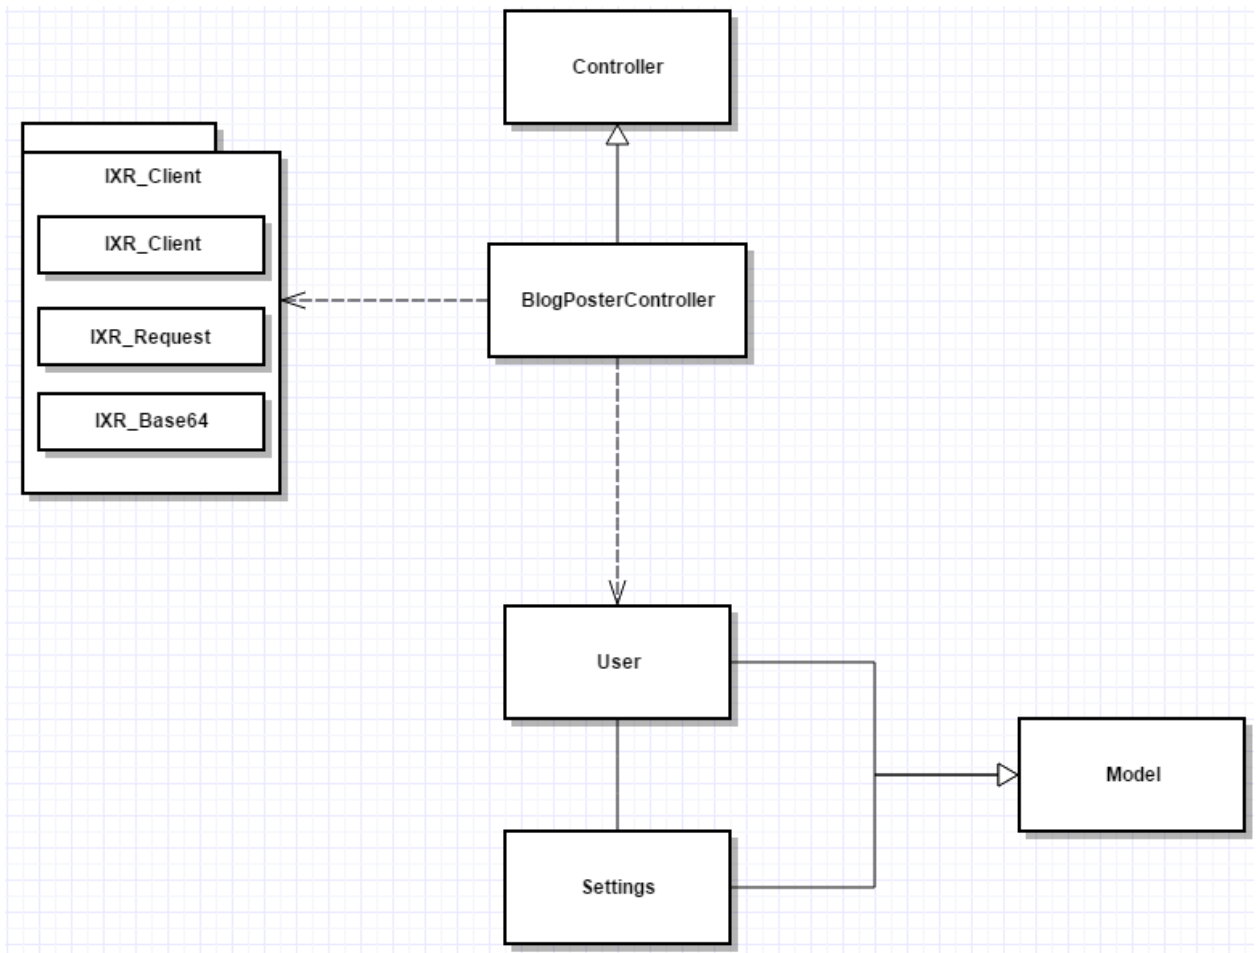 Controller
IXR_Client
IXR_Client
BlogPosterController
IXR_Request
IXR_Base64
User
Model
Settings